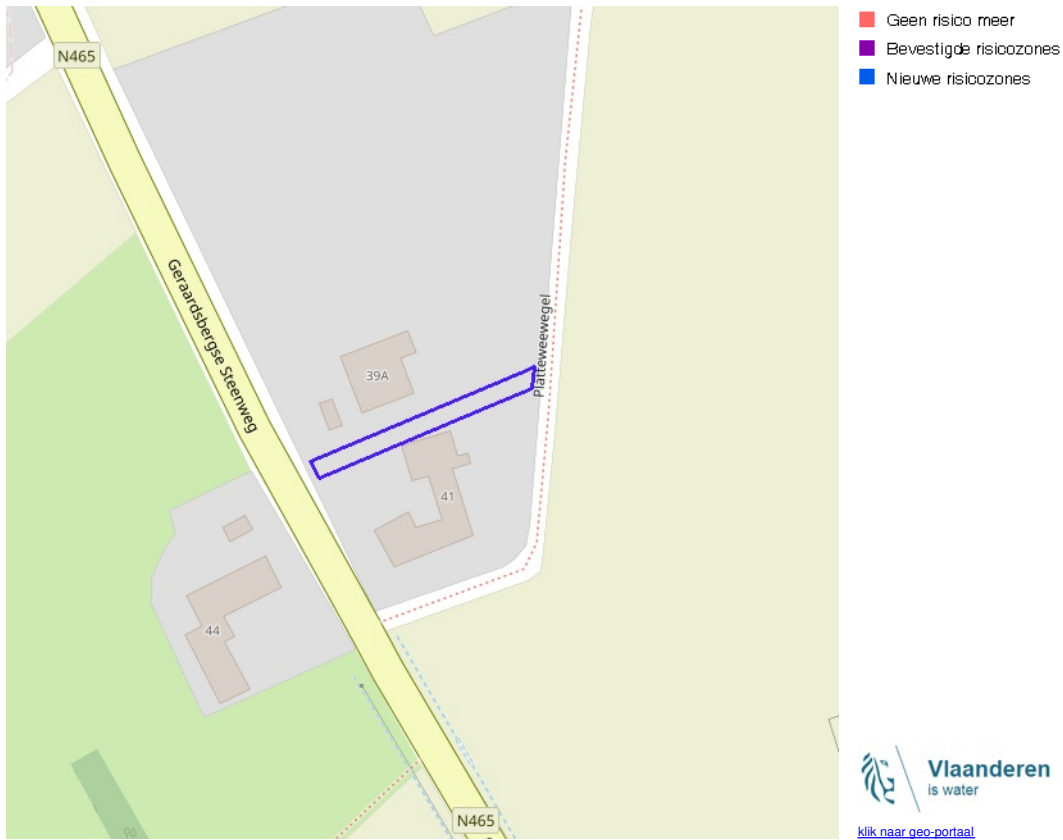 N465
Geraardsbergse Steenweg
Platteweewegel
39A
41
44
N465
Geen risico meer
Bevestigde risicozones
Nieuwe risicozones
Vlaanderen
is water
klik naar geo-portaal